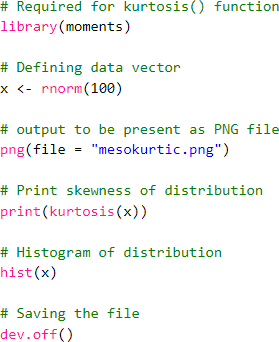 # Required for kurtosis() function
library(moments)
# Defining data vector
x <- rnorm(100)
# output to be present as PNG file
png(file = "mesokurtic.png")
# Print skewness of distribution
print(kurtosis(x))
# Histogram of distribution
hist(x)
# Saving the file
dev.off()